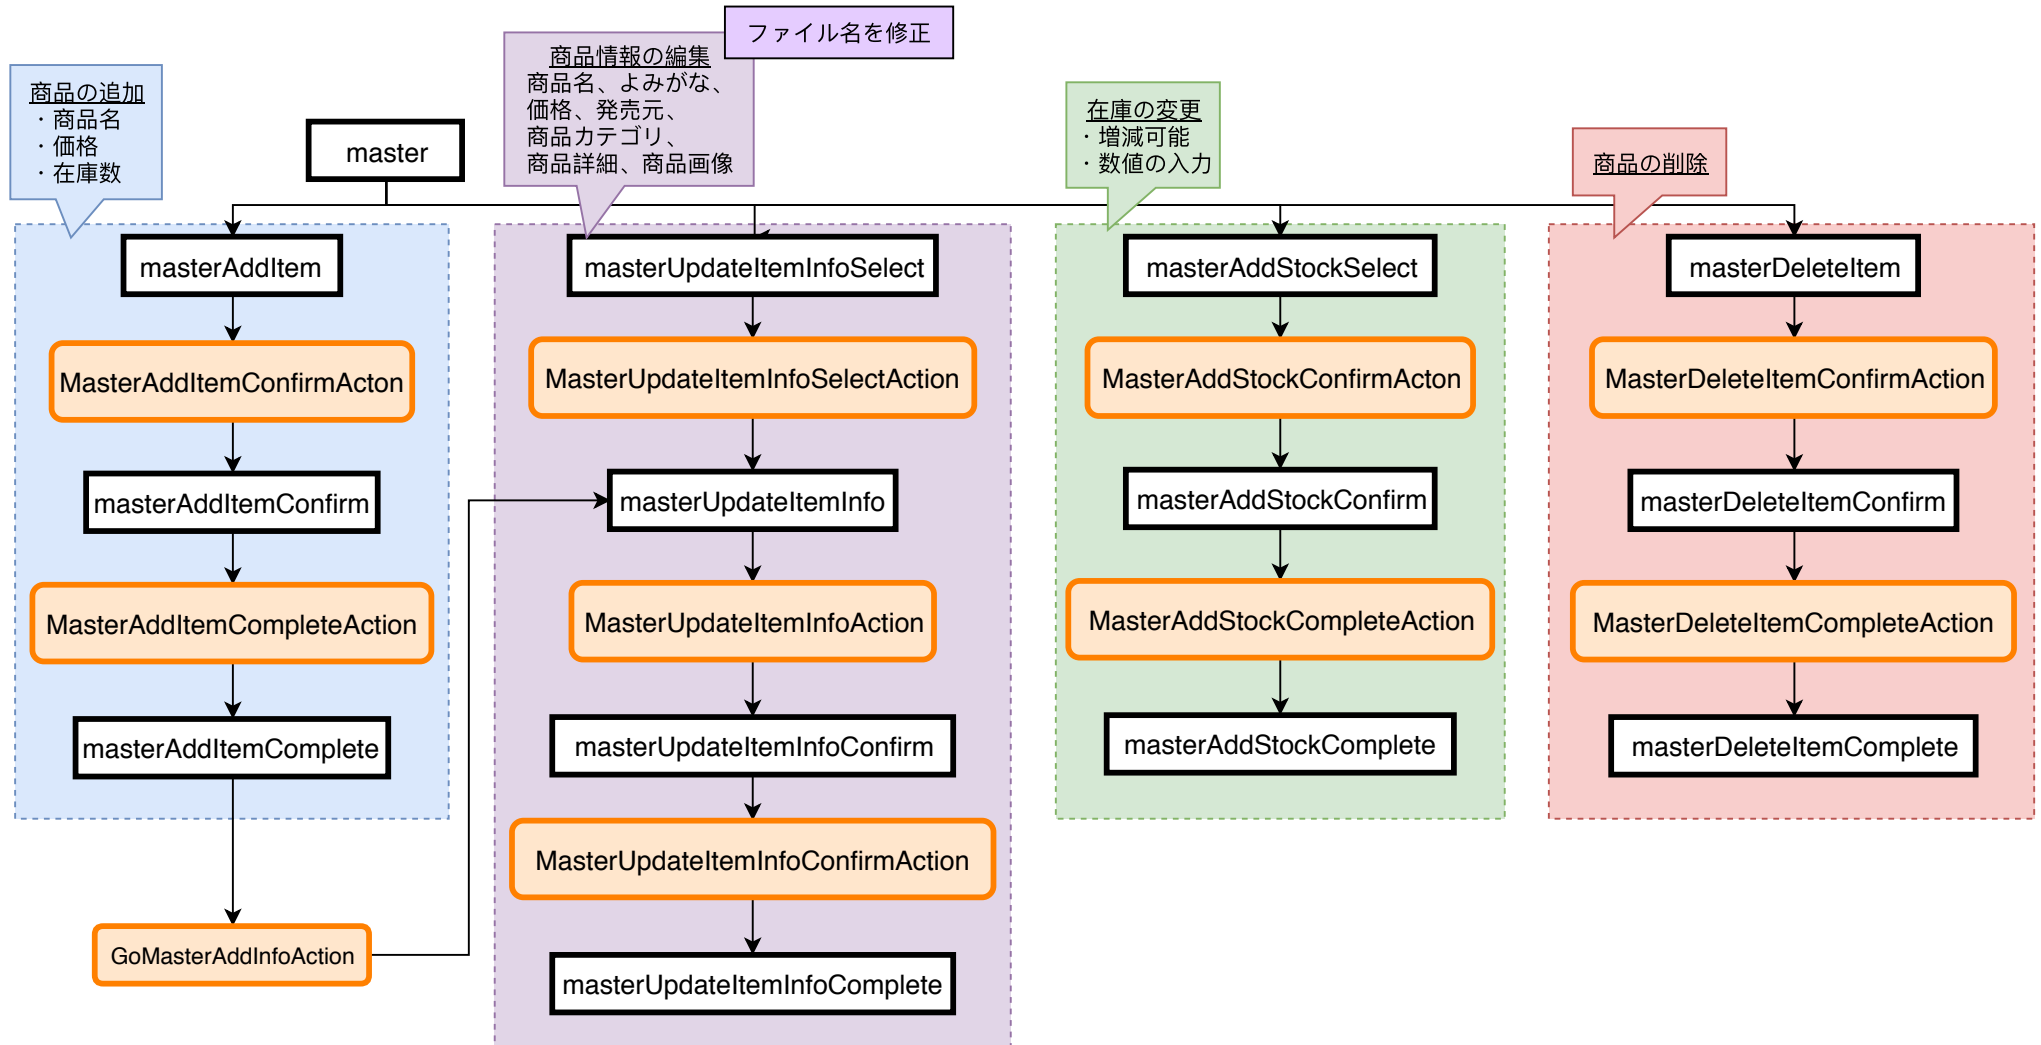 ファイル名を修正
商品の追加
・商品名
・価格
・在庫数
商品情報の編集
商品名、よみがな、
価格、発売元、
商品カテゴリ、
商品詳細、商品画像
在庫の変更
・増減可能
・数値の入力
商品の削除
master
masterAddItem
MasterAddItemConfirmActon
masterAddItemConfirm
MasterAddItemCompleteAction
masterAddItemComplete
GoMasterAddInfoAction
masterUpdateItemInfoSelect
MasterUpdateItemInfoSelectAction
masterUpdateItemInfo
MasterUpdateItemInfoAction
masterUpdateItemInfoConfirm
MasterUpdateItemInfoConfirmAction
masterUpdateItemInfoComplete
masterAddStockSelect
MasterAddStockConfirmActon
masterAddStockConfirm
MasterAddStockCompleteAction
masterAddStockComplete
masterDeleteItem
MasterDeleteItemConfirmAction
masterDeleteItemConfirm
MasterDeleteItemCompleteAction
masterDeleteItemComplete